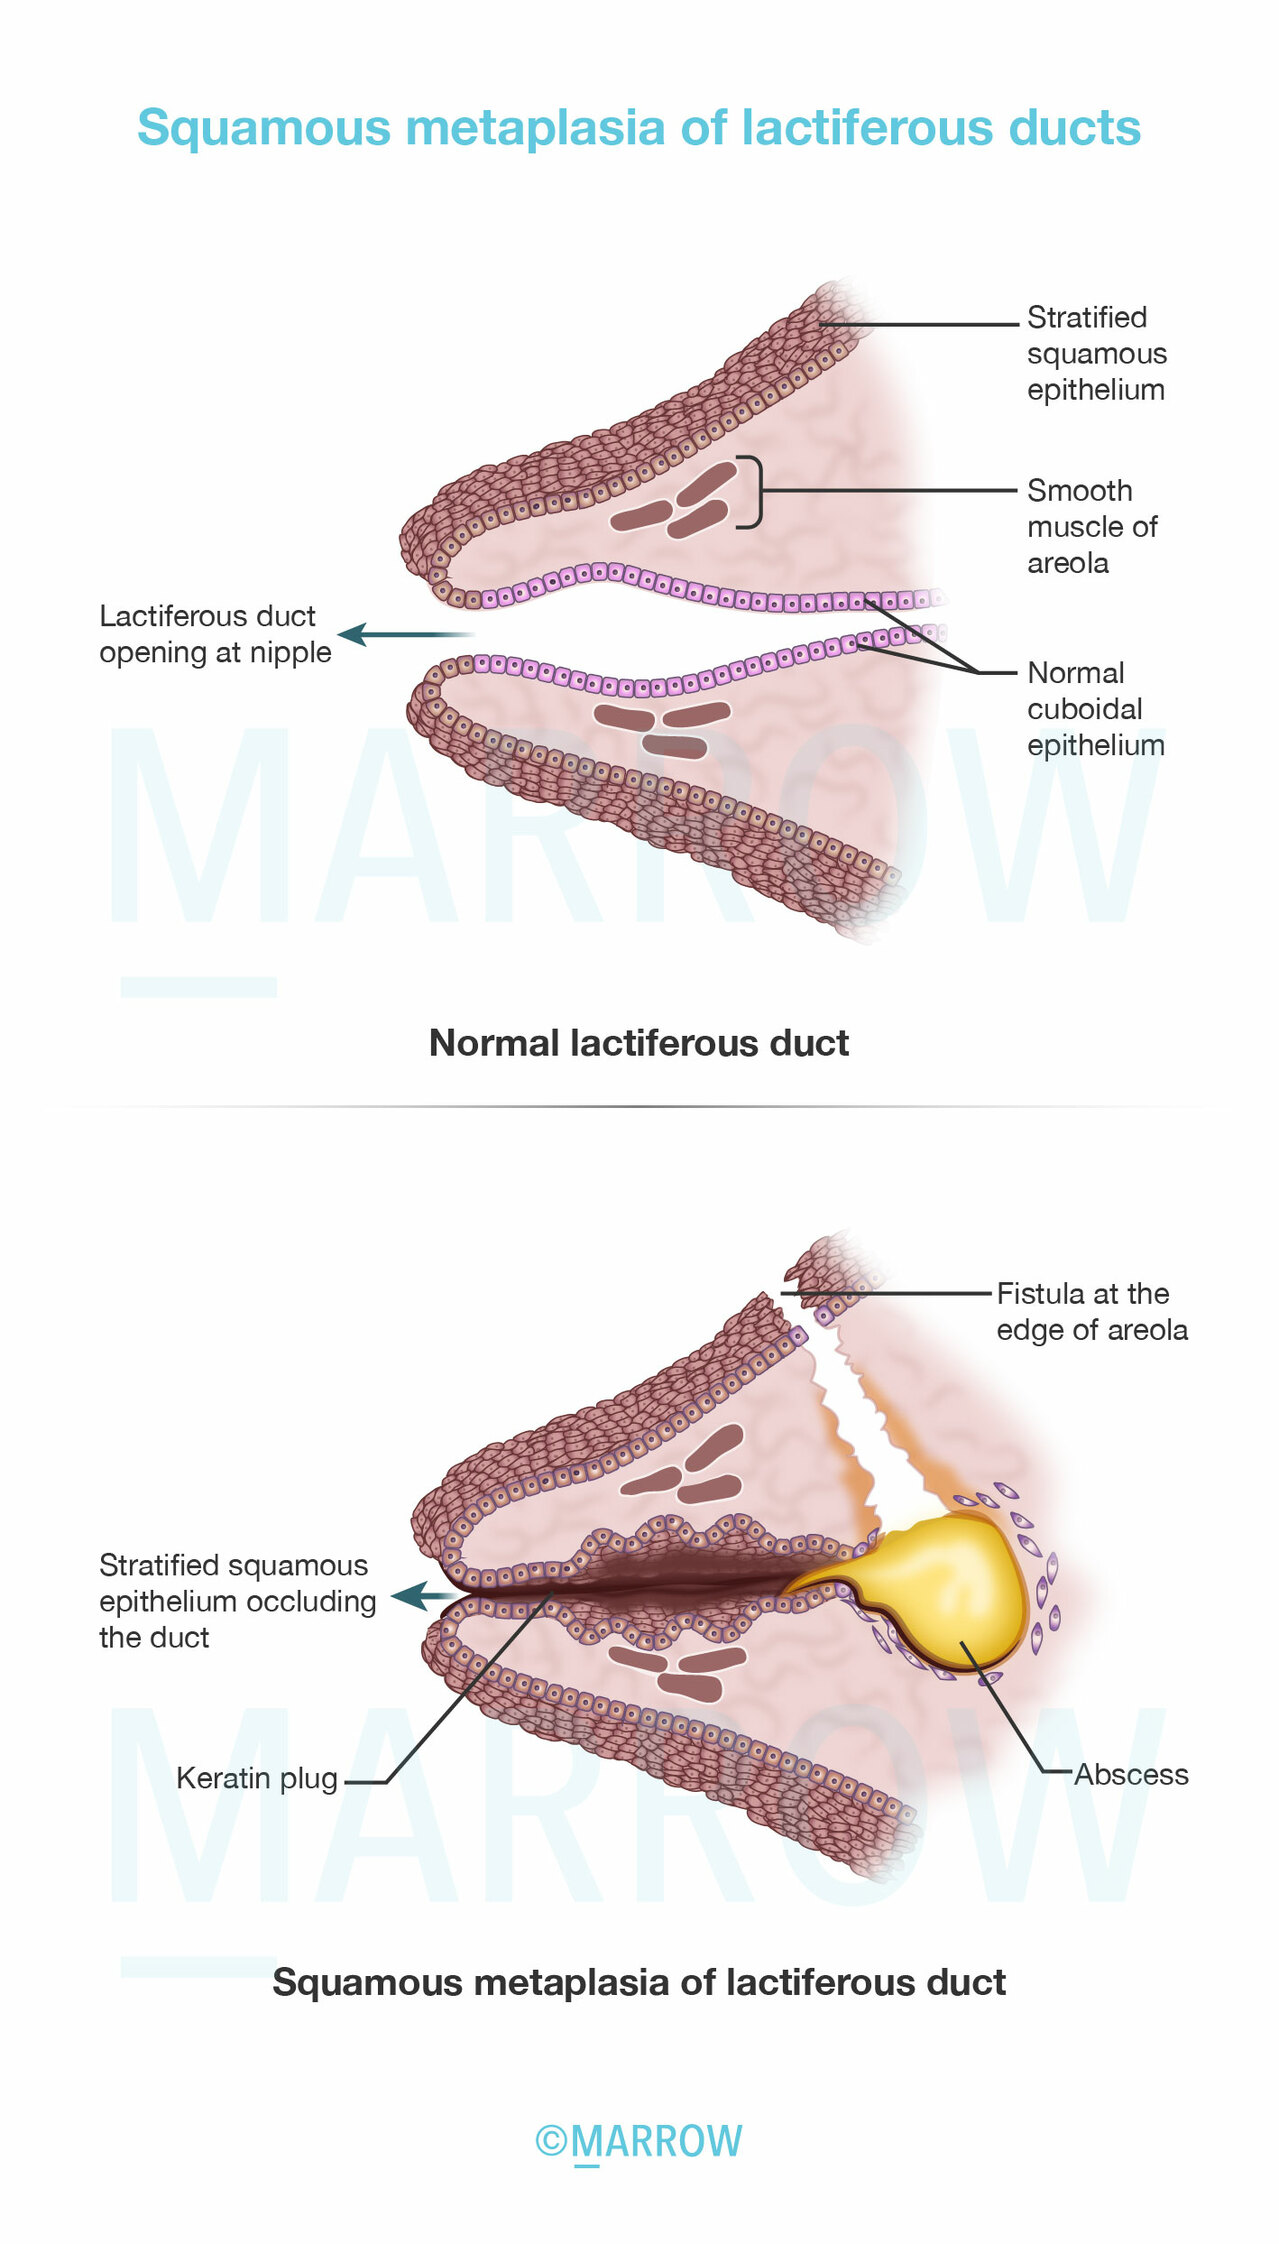 Squamous metaplasia of lactiferous ducts
Stratified
squamous
epithelium
Smooth
muscle of
areola
Lactiferous duct
opening at nipple
Normal
cuboidal
epithelium
MARROW
Normal lactiferous duct
Fistula at the
edge of areola
Stratified squamous
epithelium occluding
the duct
Keratin plug
Abscess
MARROW
Squamous metaplasia of lactiferous duct
©MARROW